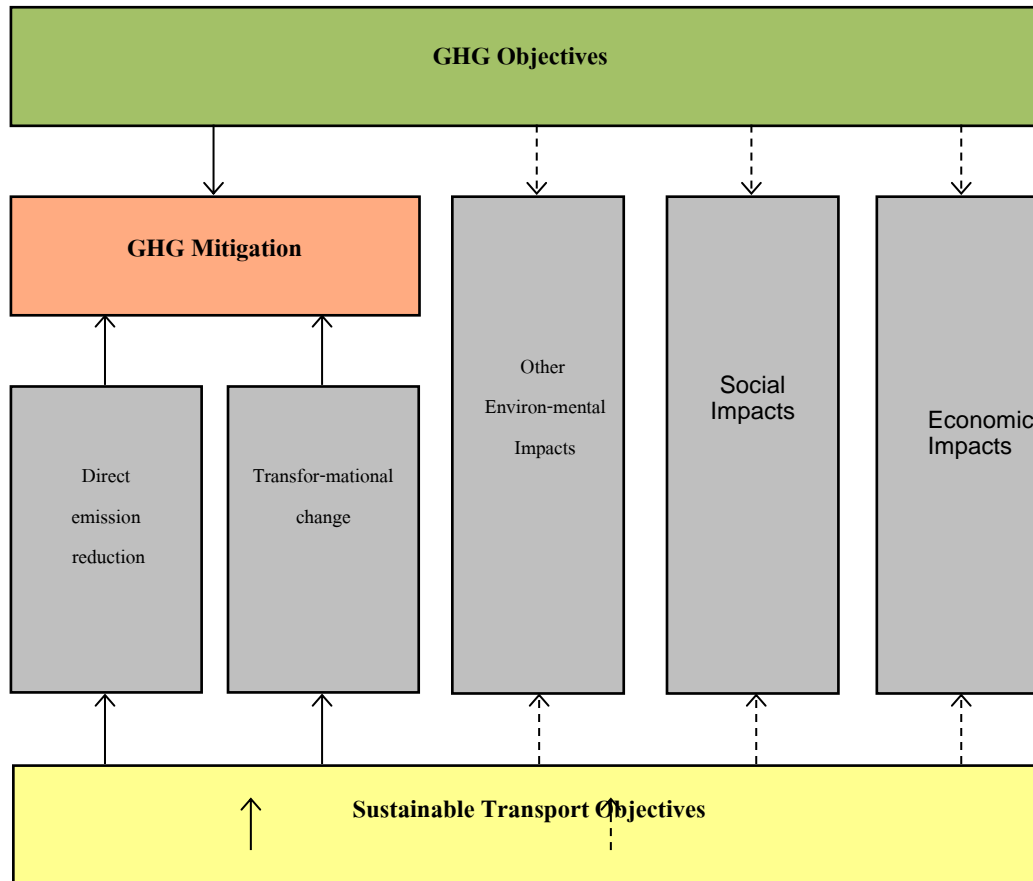 GHG Objectives
GHG Mitigation
Direct
emission
reduction
Transfor-mational
change
Other
Environ-mental
Impacts
Social
Impacts
Economic
Impacts
Sustainable Transport Objectives